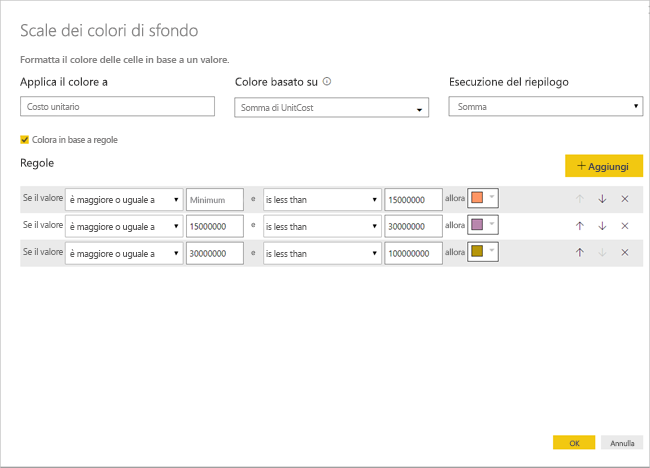 Scale dei colori di sfondo
Formatta il colore delle celle in base a un valore.
Applica il colore a Colore basato su Esecuzione del riepilogo
Costo unitario Somma di UnitCost Somma
Colora in base a regole
Regole + Aggiungi
Se il valore è maggiore o uguale a Minimum e is less than 15000000 allora
Se il valore è maggiore o uguale a 15000000 e is less than 30000000 allora
Se il valore è maggiore o uguale a 30000000 e is less than 100000000 allora
OK Annulla